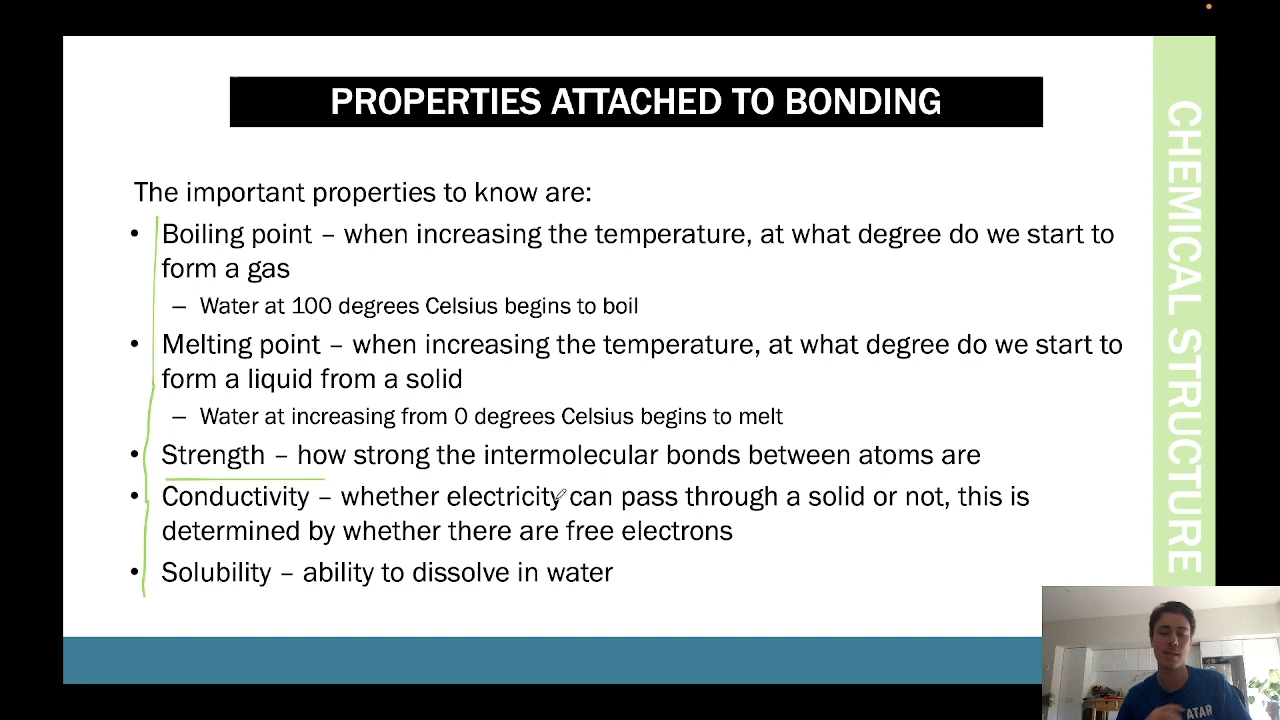 PROPERTIES ATTACHED TO BONDING
The important properties to know are:
• Boiling point – when increasing the temperature, at what degree do we start to
form a gas
– Water at 100 degrees Celsius begins to boil
• Melting point – when increasing the temperature, at what degree do we start to
form a liquid from a solid
– Water at increasing from 0 degrees Celsius begins to melt
• Strength – how strong the intermolecular bonds between atoms are
• Conductivity – whether electricity can pass through a solid or not, this is
determined by whether there are free electrons
• Solubility – ability to dissolve in water
CHEMICAL STRUCTURE
ATAR